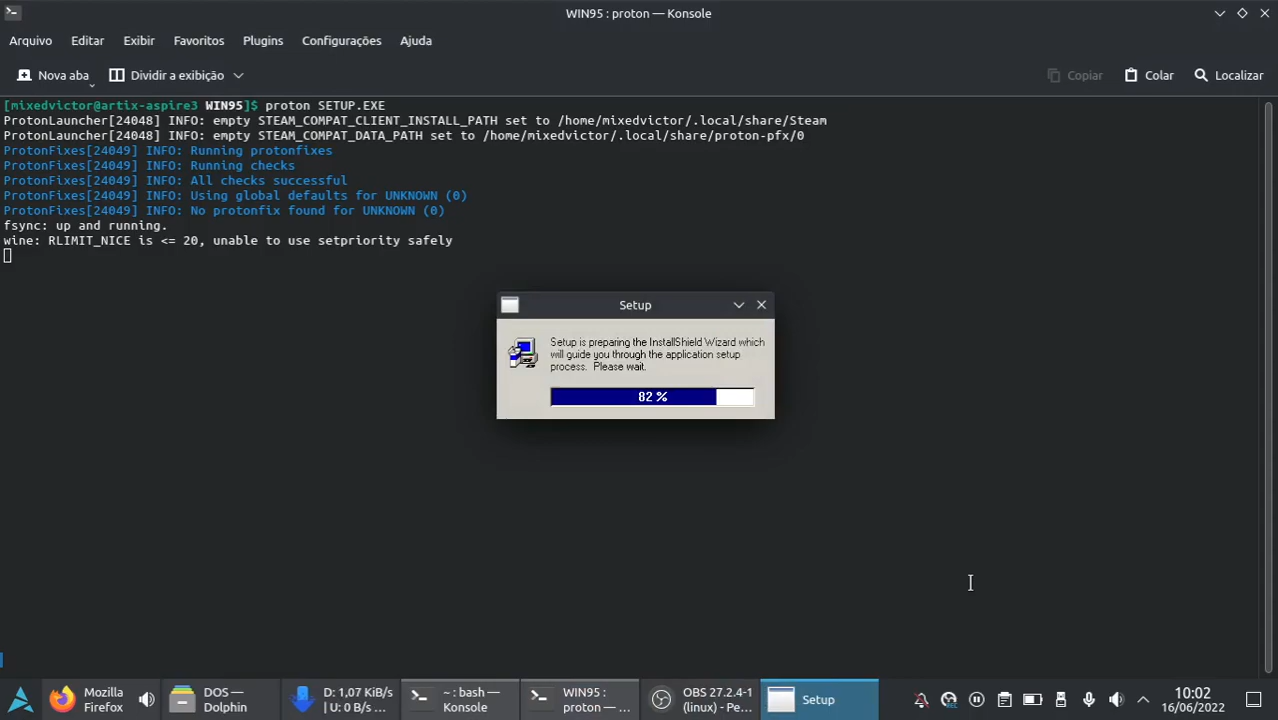 WIN95 : proton — Konsole
Arquivo Editar Exibir Favoritos Plugins Configurações Ajuda
Nova aba Dividir a exibição Copiar Colar Localizar
[mixedvictor@artix-aspire3 WIN95]$ proton SETUP.EXE
ProtonLauncher[24048] INFO: empty STEAM_COMPAT_CLIENT_INSTALL_PATH set to /home/mixedvictor/.local/share/Steam
ProtonLauncher[24048] INFO: empty STEAM_COMPAT_DATA_PATH set to /home/mixedvictor/.local/share/proton-pfx/0
ProtonFixes[24049] INFO: Running protonfixes
ProtonFixes[24049] INFO: Running checks
ProtonFixes[24049] INFO: All checks successful
ProtonFixes[24049] INFO: Using global defaults for UNKNOWN (0)
ProtonFixes[24049] INFO: No protonfix found for UNKNOWN (0)
fsync: up and running.
wine: RLIMIT_NICE is <= 20, unable to use setpriority safely
Setup
Setup is preparing the InstallShield Wizard which
will guide you through the application setup
process. Please wait.
82 %
Mozilla
Firefox
DOS —
Dolphin
D: 1,07 KiB/s
| U: 0 B/s ...
~ : bash —
Konsole
WIN95 :
proton — ...
OBS 27.2.4-1
(linux) - Pe...
Setup
10:02
16/06/2022